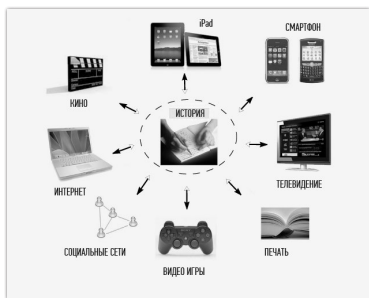 iPad
СМАРТФОН
КИНО
ИСТОРИЯ
ИНТЕРНЕТ
ТЕЛЕВИДЕНИЕ
СОЦИАЛЬНЫЕ СЕТИ
ВИДЕО ИГРЫ
ПЕЧАТЬ